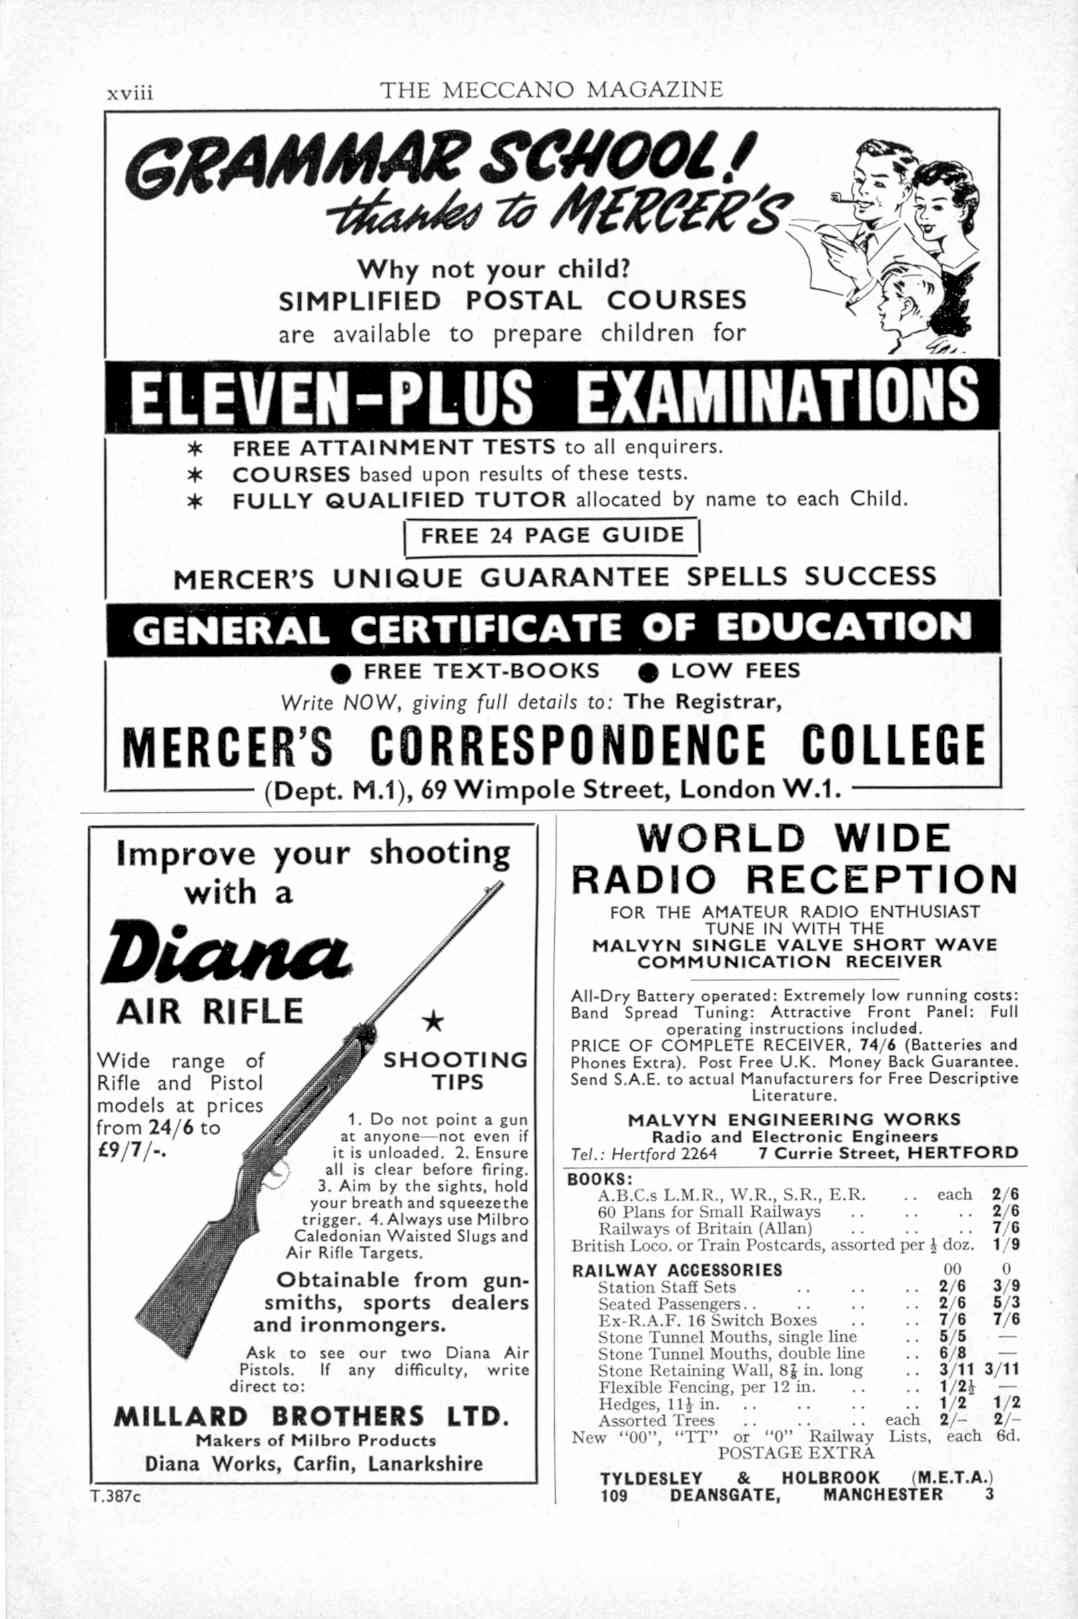 xviii
THE MECCANO MAGAZINE
GRAMMAR SCHOOL!
thanks to MERCER'S
Why not your child?
SIMPLIFIED POSTAL COURSES
are available to prepare children for
ELEVEN-PLUS EXAMINATIONS
* FREE ATTAINMENT TESTS to all enquirers.
* COURSES based upon results of these tests.
* FULLY QUALIFIED TUTOR allocated by name to each Child.
FREE 24 PAGE GUIDE
MERCER'S UNIQUE GUARANTEE SPELLS SUCCESS
GENERAL CERTIFICATE OF EDUCATION
● FREE TEXT-BOOKS ● LOW FEES
Write NOW, giving full details to: The Registrar,
MERCER'S CORRESPONDENCE COLLEGE
(Dept. M.1), 69 Wimpole Street, London W.1.
Improve your shooting
with a
Diana
AIR RIFLE
Wide range of
Rifle and Pistol
models at prices
from 24/6 to
£9/7/-.
★
SHOOTING
TIPS
1. Do not point a gun
at anyone—not even if
it is unloaded. 2. Ensure
all is clear before firing.
3. Aim by the sights, hold
your breath and squeeze the
trigger. 4. Always use Milbro
Caledonian Waisted Slugs and
Air Rifle Targets.
Obtainable from gun-
smiths, sports dealers
and ironmongers.
Ask to see our two Diana Air
Pistols. If any difficulty, write
direct to:
MILLARD BROTHERS LTD.
Makers of Milbro Products
Diana Works, Carfin, Lanarkshire
T.387c
WORLD WIDE
RADIO RECEPTION
FOR THE AMATEUR RADIO ENTHUSIAST
TUNE IN WITH THE
MALVYN SINGLE VALVE SHORT WAVE
COMMUNICATION RECEIVER
All-Dry Battery operated: Extremely low running costs:
Band Spread Tuning: Attractive Front Panel: Full
operating instructions included.
PRICE OF COMPLETE RECEIVER, 74/6 (Batteries and
Phones Extra). Post Free U.K. Money Back Guarantee.
Send S.A.E. to actual Manufacturers for Free Descriptive
Literature.
MALVYN ENGINEERING WORKS
Radio and Electronic Engineers
Tel.: Hertford 2264 7 Currie Street, HERTFORD
BOOKS:
A.B.C.s L.M.R., W.R., S.R., E.R. .. each 2/6
60 Plans for Small Railways .. .. .. 2/6
Railways of Britain (Allan) .. .. .. 7/6
British Loco. or Train Postcards, assorted per ½ doz. 1/9
RAILWAY ACCESSORIES 00 0
Station Staff Sets .. .. .. 2/6 3/9
Seated Passengers.. .. .. .. 2/6 5/3
Ex-R.A.F. 16 Switch Boxes .. .. 7/6 7/6
Stone Tunnel Mouths, single line .. 5/5 —
Stone Tunnel Mouths, double line .. 6/8 —
Stone Retaining Wall, 8⅞ in. long .. 3/11 3/11
Flexible Fencing, per 12 in. .. .. 1/2½ —
Hedges, 11½ in. .. .. .. .. 1/2 1/2
Assorted Trees .. .. .. each 2/- 2/-
New "00", "TT" or "0" Railway Lists, each 6d.
POSTAGE EXTRA
TYLDESLEY & HOLBROOK (M.E.T.A.)
109 DEANSGATE, MANCHESTER 3